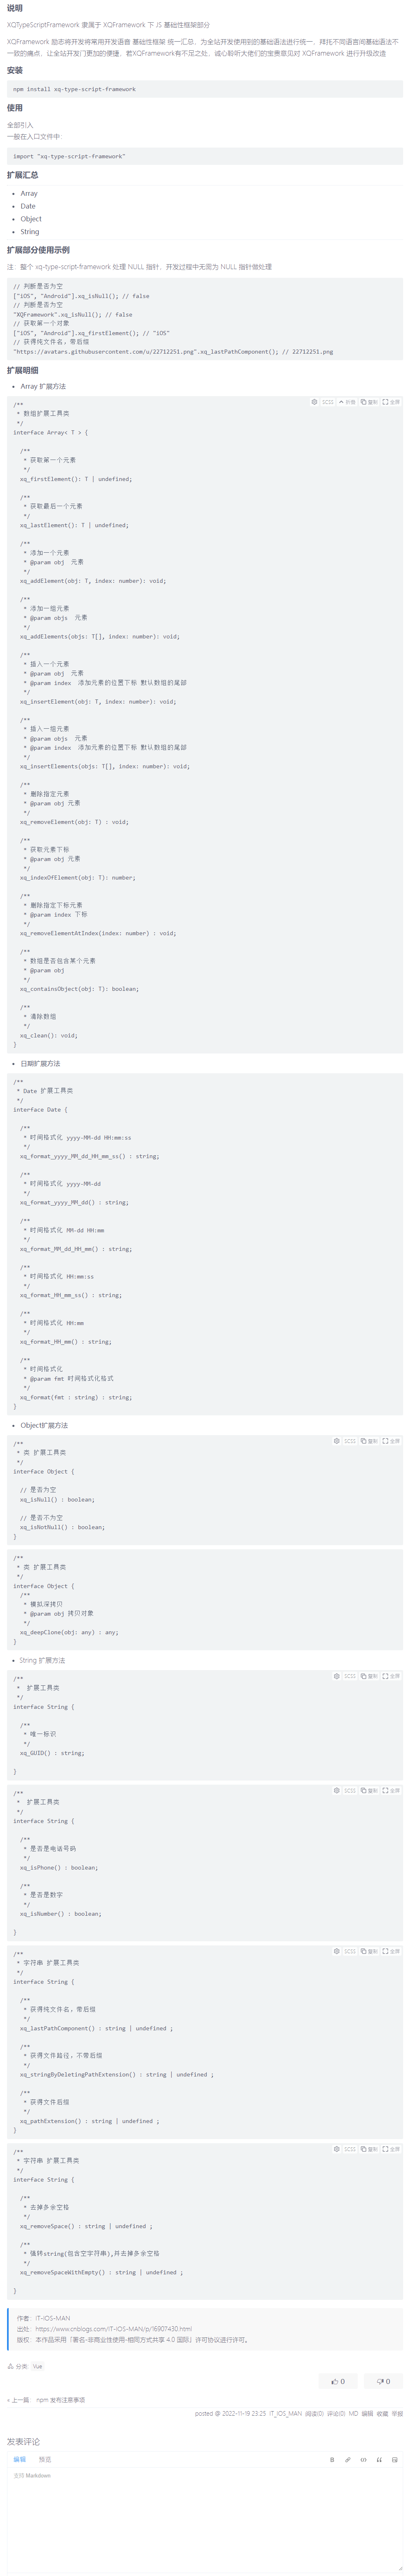 说明
XQTypeScriptFramework 隶属于 XQFramework 下 JS 基础性框架部分
XQFramework 励志将开发将常用开发语音 基础性框架 统一汇总，为全站开发使用到的基础语法进行统一，拜托不同语言间基础语法不
一致的痛点，让全站开发门更加的便捷，若XQFramework有不足之处，诚心聆听大佬们的宝贵意见对 XQFramework 进行升级改造
安装
npm install xq-type-script-framework
使用
全部引入
一般在入口文件中：
import "xq-type-script-framework"
扩展汇总
Array
Date
Object
String
扩展部分使用示例
注：整个 xq-type-script-framework 处理 NULL 指针，开发过程中无需为 NULL 指针做处理
// 判断是否为空
["iOS", "Android"].xq_isNull(); // false
// 判断是否为空
"XQFramework".xq_isNull(); // false
// 获取第一个对象
["iOS", "Android"].xq_firstElement(); // "iOS"
// 获得纯文件名，带后缀
"https://avatars.githubusercontent.com/u/22712251.png".xq_lastPathComponent(); // 22712251.png
扩展明细
Array 扩展方法
SCSS 折叠 复制 全屏
/**
 * 数组扩展工具类
 */
interface Array< T > {
/**
 * 获取第一个元素
 */
xq_firstElement(): T | undefined;
/**
 * 获取最后一个元素
 */
xq_lastElement(): T | undefined;
/**
 * 添加一个元素
 * @param obj  元素
 */
xq_addElement(obj: T, index: number): void;
/**
 * 添加一组元素
 * @param objs  元素
 */
xq_addElements(objs: T[], index: number): void;
/**
 * 插入一个元素
 * @param obj  元素
 * @param index  添加元素的位置下标 默认数组的尾部
 */
xq_insertElement(obj: T, index: number): void;
/**
 * 插入一组元素
 * @param objs  元素
 * @param index  添加元素的位置下标 默认数组的尾部
 */
xq_insertElements(objs: T[], index: number): void;
/**
 * 删除指定元素
 * @param obj 元素
 */
xq_removeElement(obj: T) : void;
/**
 * 获取元素下标
 * @param obj 元素
 */
xq_indexOfElement(obj: T): number;
/**
 * 删除指定下标元素
 * @param index 下标
 */
xq_removeElementAtIndex(index: number) : void;
/**
 * 数组是否包含某个元素
 * @param obj
 */
xq_containsObject(obj: T): boolean;
/**
 * 清除数组
 */
xq_clean(): void;
}
日期扩展方法
/**
 * Date 扩展工具类
 */
interface Date {
/**
 * 时间格式化 yyyy-MM-dd HH:mm:ss
 */
xq_format_yyyy_MM_dd_HH_mm_ss() : string;
/**
 * 时间格式化 yyyy-MM-dd
 */
xq_format_yyyy_MM_dd() : string;
/**
 * 时间格式化 MM-dd HH:mm
 */
xq_format_MM_dd_HH_mm() : string;
/**
 * 时间格式化 HH:mm:ss
 */
xq_format_HH_mm_ss() : string;
/**
 * 时间格式化 HH:mm
 */
xq_format_HH_mm() : string;
/**
 * 时间格式化
 * @param fmt 时间格式化格式
 */
xq_format(fmt : string) : string;
}
Object扩展方法
SCSS 复制 全屏
/**
 * 类 扩展工具类
 */
interface Object {
// 是否为空
xq_isNull() : boolean;
// 是否不为空
xq_isNotNull() : boolean;
}
/**
 * 类 扩展工具类
 */
interface Object {
/**
 * 模拟深拷贝
 * @param obj 拷贝对象
 */
xq_deepClone(obj: any) : any;
}
String 扩展方法
SCSS 复制 全屏
/**
 *  扩展工具类
 */
interface String {
/**
 * 唯一标识
 */
xq_GUID() : string;
}
SCSS 复制 全屏
/**
 *  扩展工具类
 */
interface String {
/**
 * 是否是电话号码
 */
xq_isPhone() : boolean;
/**
 * 是否是数字
 */
xq_isNumber() : boolean;
}
SCSS 复制 全屏
/**
 * 字符串 扩展工具类
 */
interface String {
/**
 * 获得纯文件名，带后缀
 */
xq_lastPathComponent() : string | undefined ;
/**
 * 获得文件路径，不带后缀
 */
xq_stringByDeletingPathExtension() : string | undefined ;
/**
 * 获得文件后缀
 */
xq_pathExtension() : string | undefined ;
}
SCSS 复制 全屏
/**
 * 字符串 扩展工具类
 */
interface String {
/**
 * 去掉多余空格
 */
xq_removeSpace() : string | undefined ;
/**
 * 强转string(包含空字符串),并去掉多余空格
 */
xq_removeSpaceWithEmpty() : string | undefined ;
}
作者：IT-IOS-MAN
出处：https://www.cnblogs.com/IT-IOS-MAN/p/16907430.html
版权：本作品采用「署名-非商业性使用-相同方式共享 4.0 国际」许可协议进行许可。
分类: Vue
0 0
« 上一篇： npm 发布注意事项
posted @ 2022-11-19 23:25 IT_IOS_MAN 阅读(0) 评论(0) MD 编辑 收藏 举报
发表评论
编辑 预览
支持 Markdown